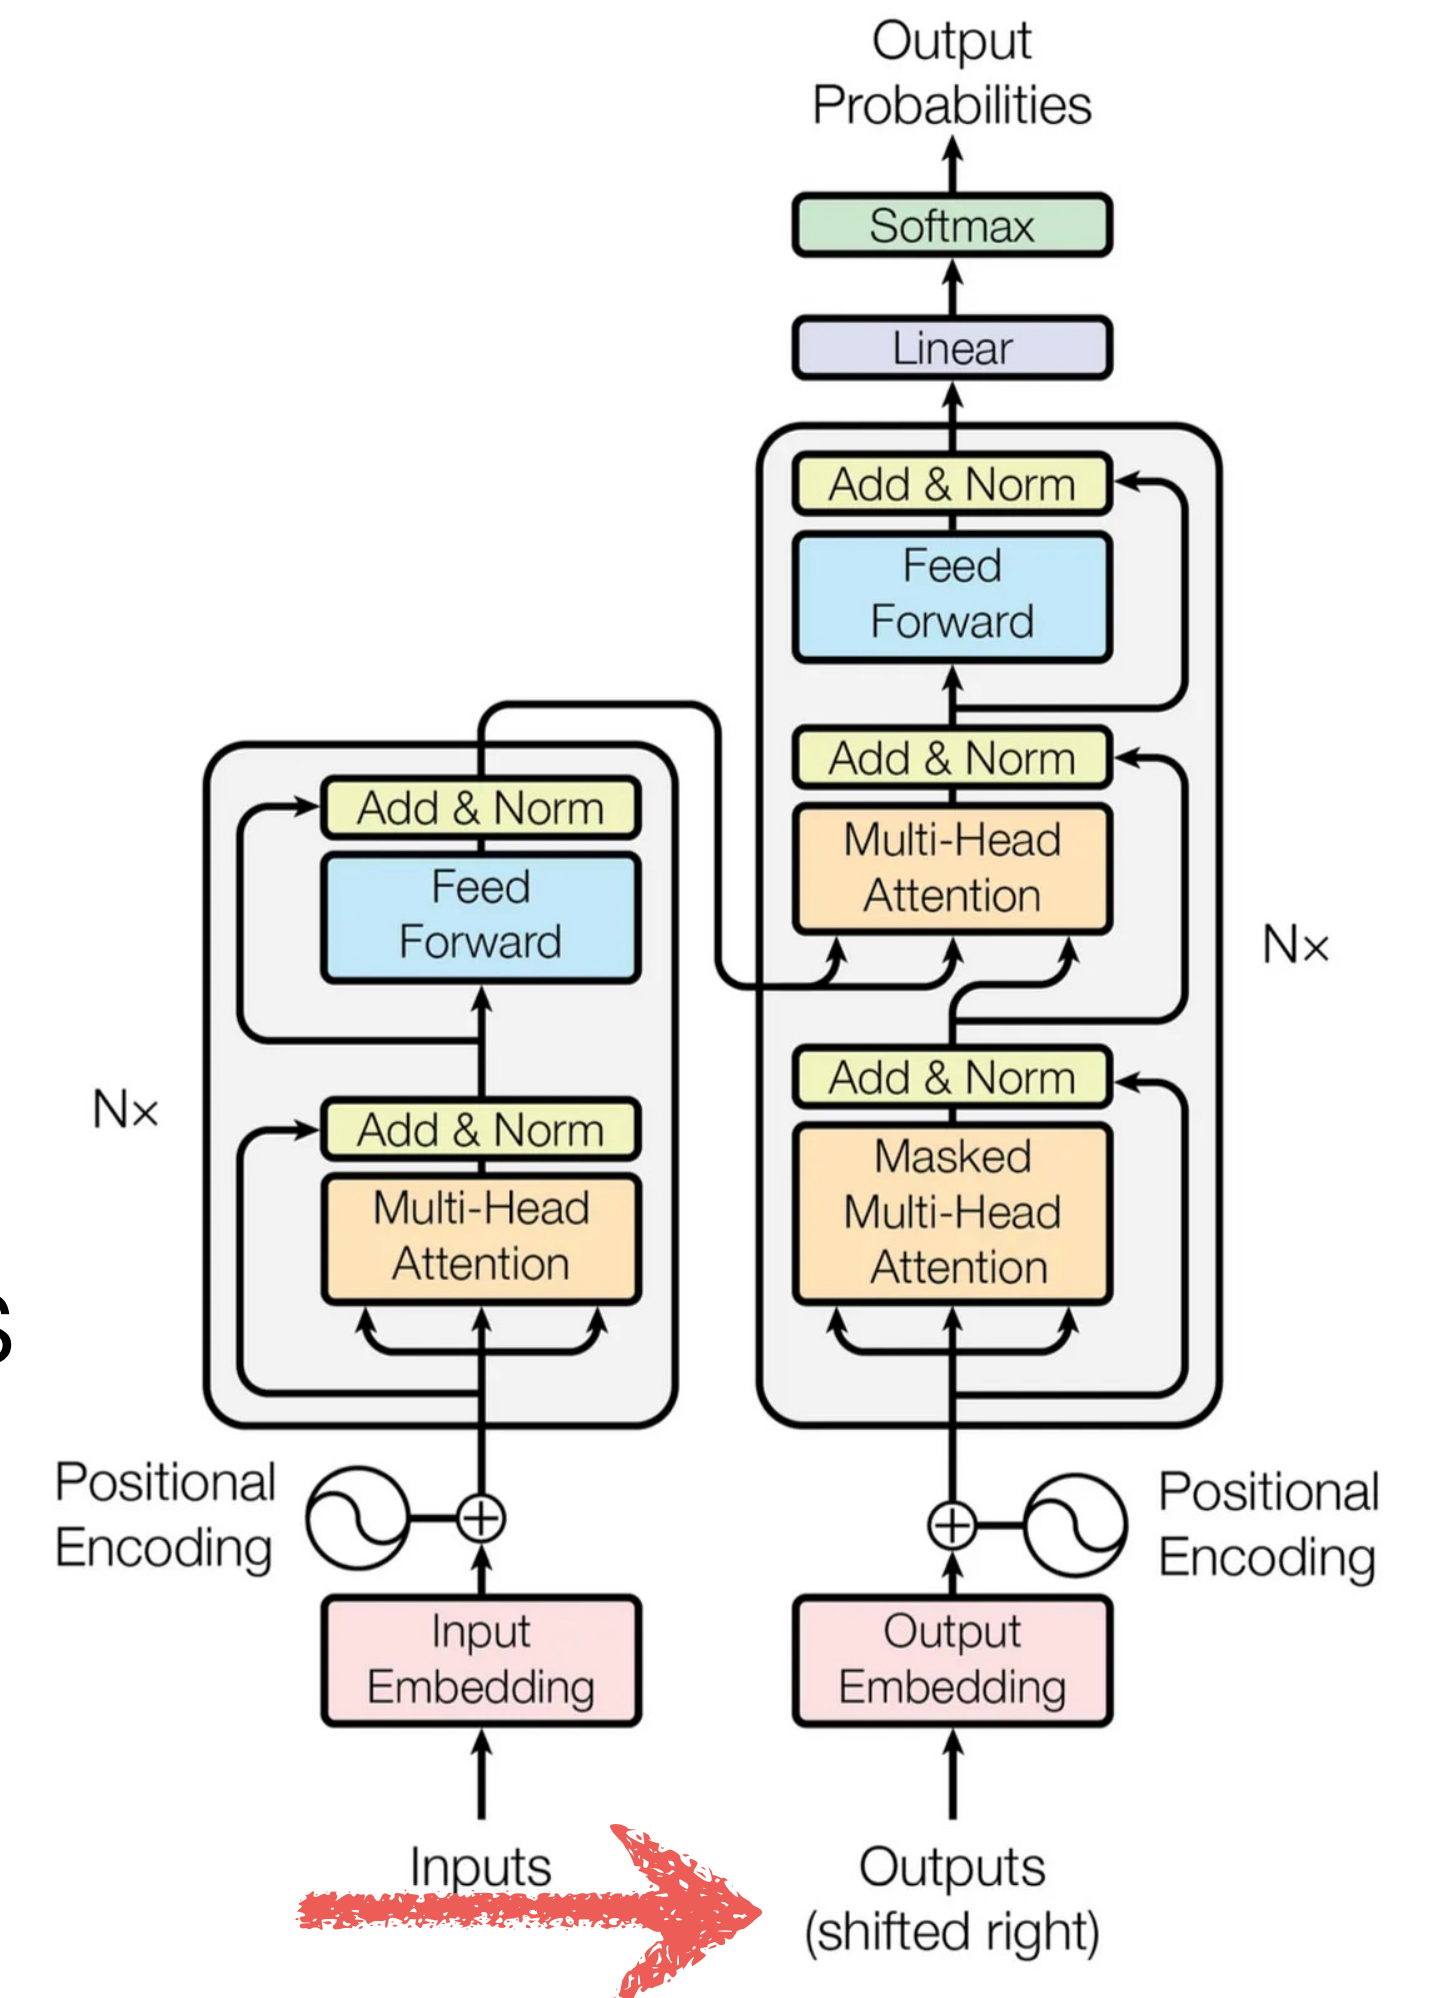 Output
Probabilities
Softmax
Linear
Add & Norm
Feed
Forward
Add & Norm
Multi-Head
Attention
Nx
Add & Norm
Masked
Multi-Head
Attention
Add & Norm
Feed
Forward
Nx
Add & Norm
Multi-Head
Attention
s
Positional
Encoding
Positional
Encoding
Input
Embedding
Output
Embedding
Inputs
Outputs
(shifted right)